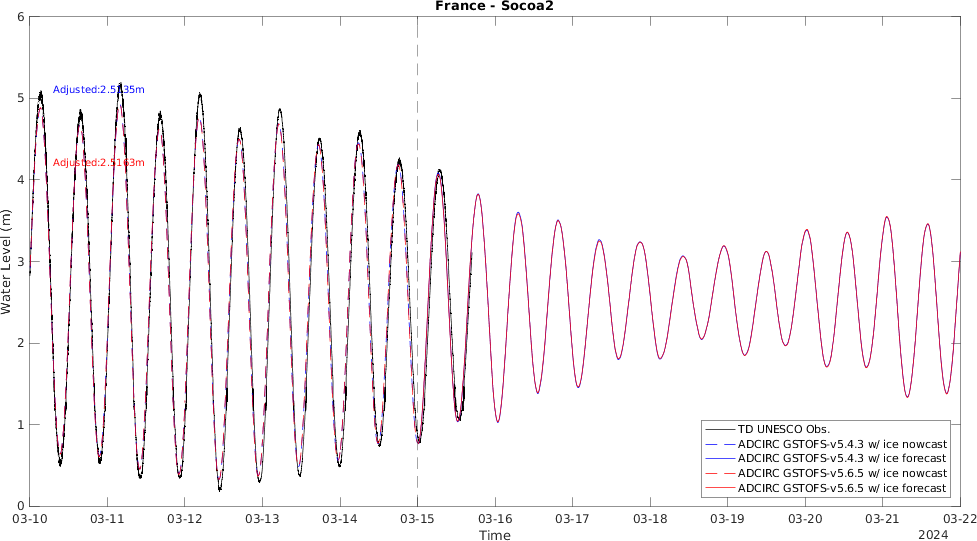 France - Socoa2
6
5
4
3
2
1
0
Water Level (m)
Adjusted:2.5135m
Adjusted:2.5163m
TD UNESCO Obs.
ADCIRC GSTOFS-v5.4.3 w/ ice nowcast
ADCIRC GSTOFS-v5.4.3 w/ ice forecast
ADCIRC GSTOFS-v5.6.5 w/ ice nowcast
ADCIRC GSTOFS-v5.6.5 w/ ice forecast
03-10 03-11 03-12 03-13 03-14 03-15 03-16 03-17 03-18 03-19 03-20 03-21 03-22
Time
2024